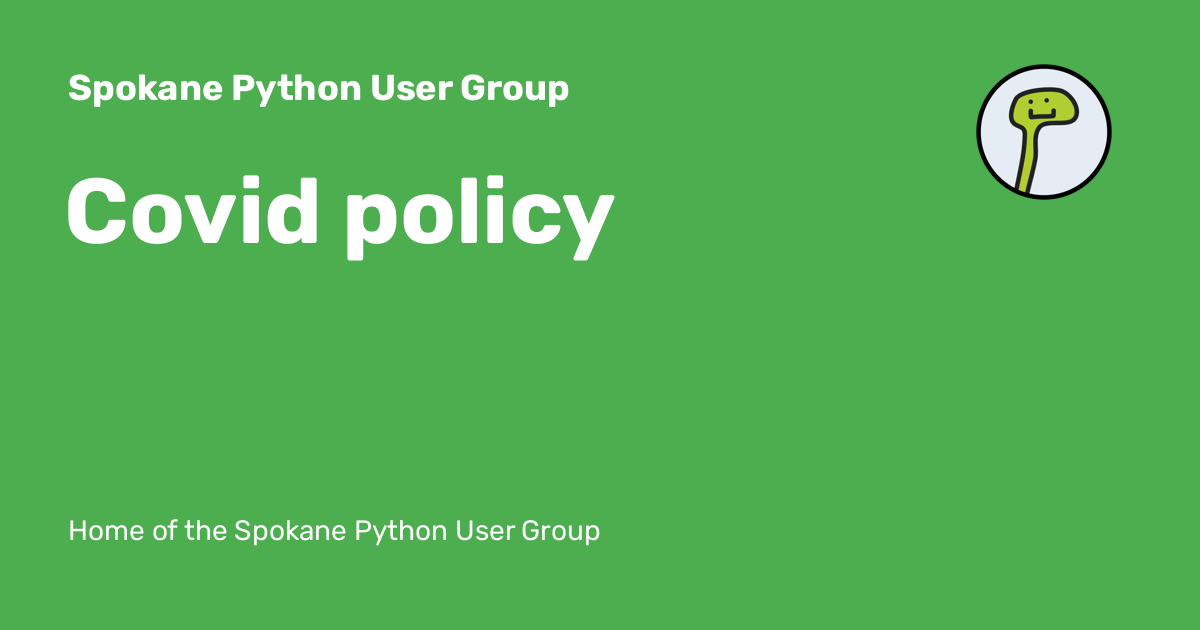 Spokane Python User Group
Covid policy
Home of the Spokane Python User Group